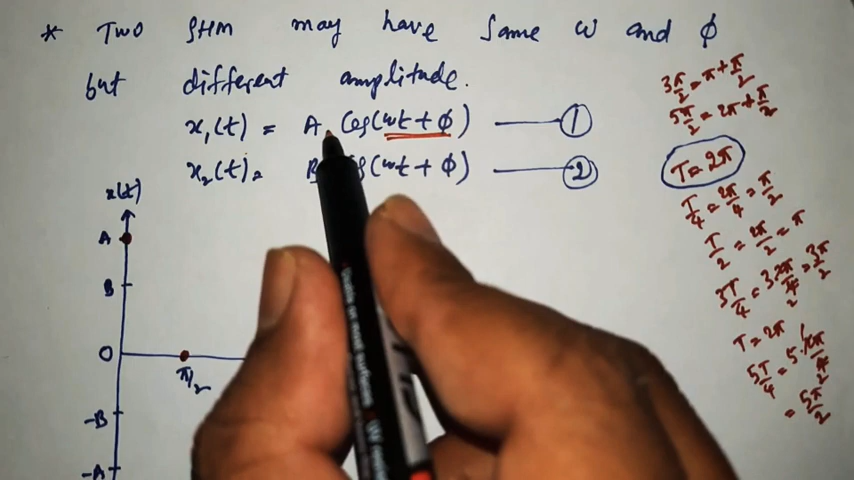 * Two SHM may have same ω and ϕ
but different amplitude.
x₁(t) = A Cos(ωt + ϕ) —— ①
x₂(t) = B (ωt + ϕ) —— ②
x(t)
A
B
O
π/2
-B
-A
3π/2 = π + π/2
5π/2 = 2π + π/2
T = 2π
T/4 = 2π/4 = π/2
T/2 = 2π/2 = π
3T/4 = 3·2π/4 = 3π/2
T = 2π
5T/4 = 5·2π/4
= 5π/2